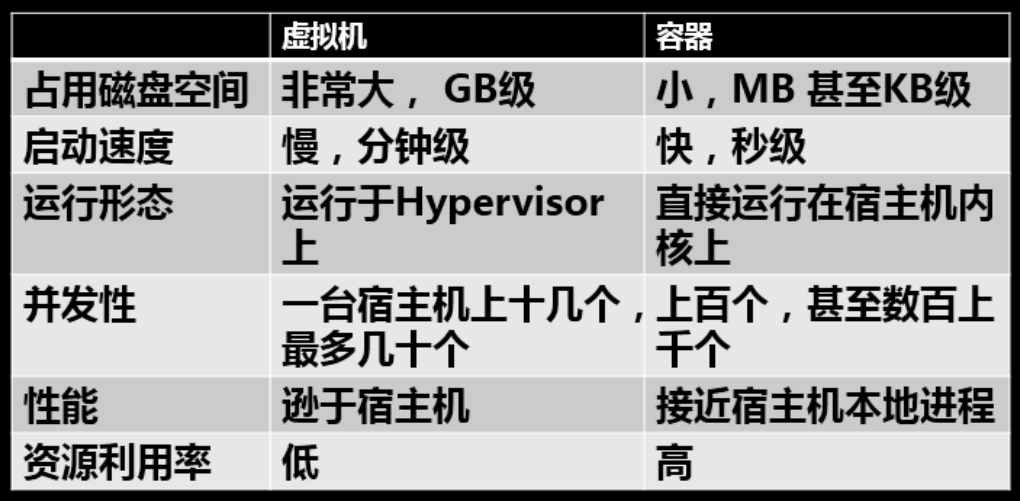 虚拟机 容器
占用磁盘空间 非常大，GB级 小，MB 甚至KB级
启动速度 慢，分钟级 快，秒级
运行形态 运行于Hypervisor上 直接运行在宿主机内核上
并发性 一台宿主机上十几个，最多几十个 上百个，甚至数百上千个
性能 逊于宿主机 接近宿主机本地进程
资源利用率 低 高